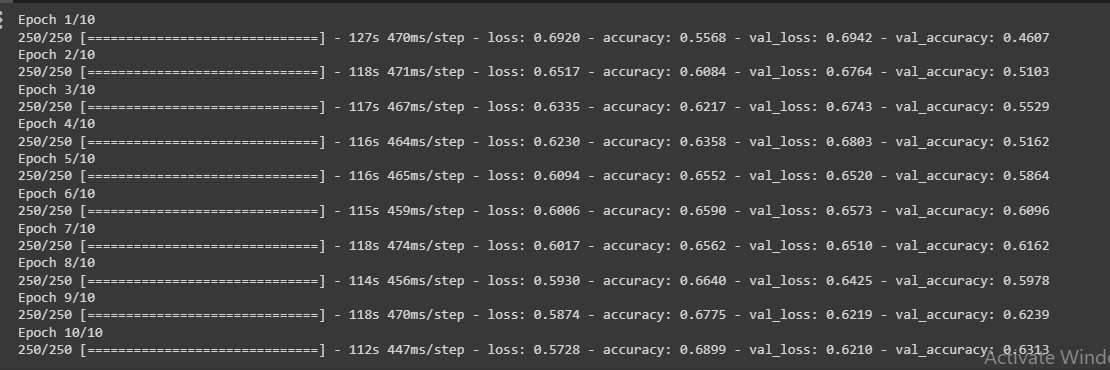 Epoch 1/10
250/250 [==============================] - 127s 470ms/step - loss: 0.6920 - accuracy: 0.5568 - val_loss: 0.6942 - val_accuracy: 0.4607
Epoch 2/10
250/250 [==============================] - 118s 471ms/step - loss: 0.6517 - accuracy: 0.6084 - val_loss: 0.6764 - val_accuracy: 0.5103
Epoch 3/10
250/250 [==============================] - 117s 467ms/step - loss: 0.6335 - accuracy: 0.6217 - val_loss: 0.6743 - val_accuracy: 0.5529
Epoch 4/10
250/250 [==============================] - 116s 464ms/step - loss: 0.6230 - accuracy: 0.6358 - val_loss: 0.6803 - val_accuracy: 0.5162
Epoch 5/10
250/250 [==============================] - 116s 465ms/step - loss: 0.6094 - accuracy: 0.6552 - val_loss: 0.6520 - val_accuracy: 0.5864
Epoch 6/10
250/250 [==============================] - 115s 459ms/step - loss: 0.6006 - accuracy: 0.6590 - val_loss: 0.6573 - val_accuracy: 0.6096
Epoch 7/10
250/250 [==============================] - 118s 474ms/step - loss: 0.6017 - accuracy: 0.6562 - val_loss: 0.6510 - val_accuracy: 0.6162
Epoch 8/10
250/250 [==============================] - 114s 456ms/step - loss: 0.5930 - accuracy: 0.6640 - val_loss: 0.6425 - val_accuracy: 0.5978
Epoch 9/10
250/250 [==============================] - 118s 470ms/step - loss: 0.5874 - accuracy: 0.6775 - val_loss: 0.6219 - val_accuracy: 0.6239
Epoch 10/10
250/250 [==============================] - 112s 447ms/step - loss: 0.5728 - accuracy: 0.6899 - val_loss: 0.6210 - val_accuracy: 0.6313
Activate Wind